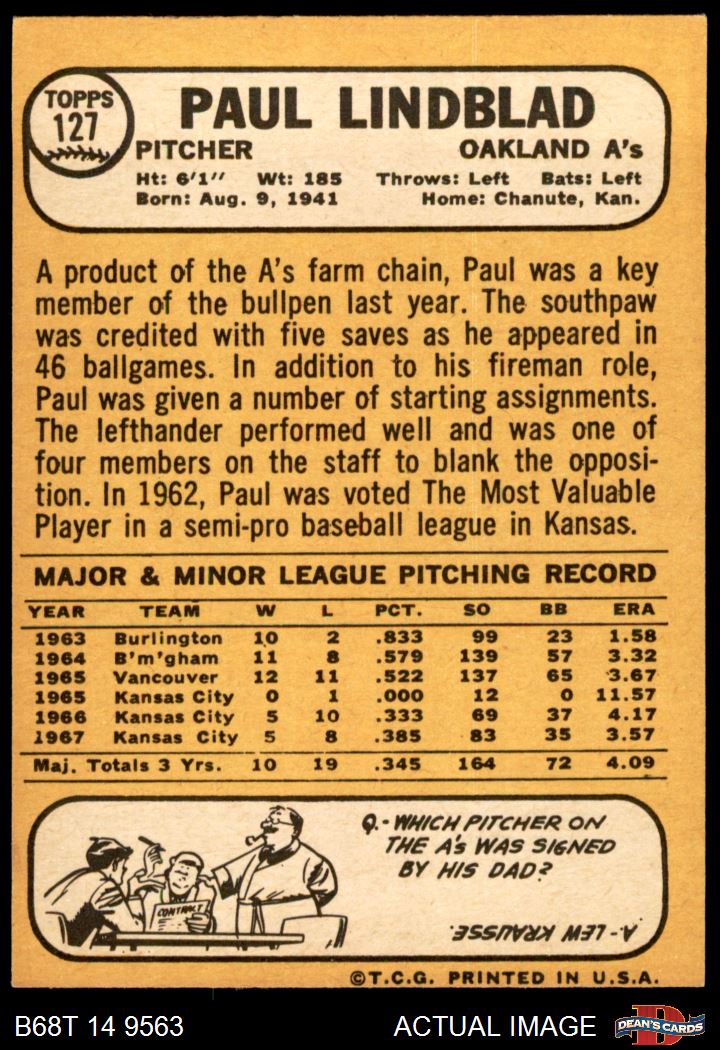 TOPPS
127
PAUL LINDBLAD
PITCHER OAKLAND A's
Ht: 6'1" Wt: 185 Throws: Left Bats: Left
Born: Aug. 9, 1941 Home: Chanute, Kan.
A product of the A's farm chain, Paul was a key
member of the bullpen last year. The southpaw
was credited with five saves as he appeared in
46 ballgames. In addition to his fireman role,
Paul was given a number of starting assignments.
The lefthander performed well and was one of
four members on the staff to blank the opposi-
tion. In 1962, Paul was voted The Most Valuable
Player in a semi-pro baseball league in Kansas.
MAJOR & MINOR LEAGUE PITCHING RECORD
YEAR TEAM W L PCT. SO BB ERA
1963 Burlington 10 2 .833 99 23 1.58
1964 B'm'gham 11 8 .579 139 57 3.32
1965 Vancouver 12 11 .522 137 65 3.67
1965 Kansas City 0 1 .000 12 0 11.57
1966 Kansas City 5 10 .333 69 37 4.17
1967 Kansas City 5 8 .385 83 35 3.57
Maj. Totals 3 Yrs. 10 19 .345 164 72 4.09
CONTRACT
Q.- WHICH PITCHER ON
THE A's WAS SIGNED
BY HIS DAD?
A- LEW KRAUSSE.
©T.C.G. PRINTED IN U.S.A.
B68T 14 9563 ACTUAL IMAGE
D
DEAN'S CARDS